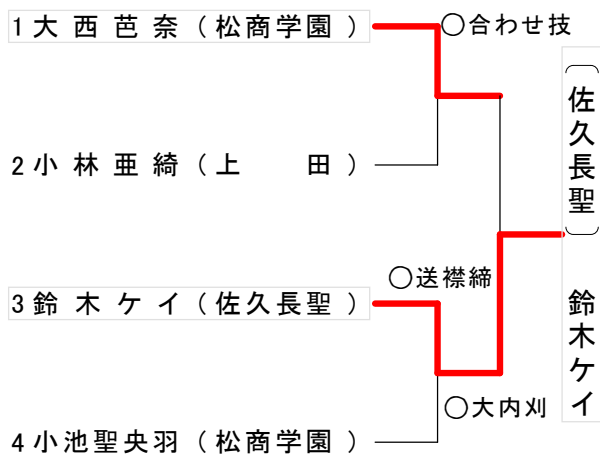 1 大西芭奈（松商学園）
○合わせ技
2 小林亜綺（上　　田）
3 鈴木ケイ（佐久長聖）
○送襟締
○大内刈
4 小池聖央羽（松商学園）
（佐久長聖）
鈴木ケイ